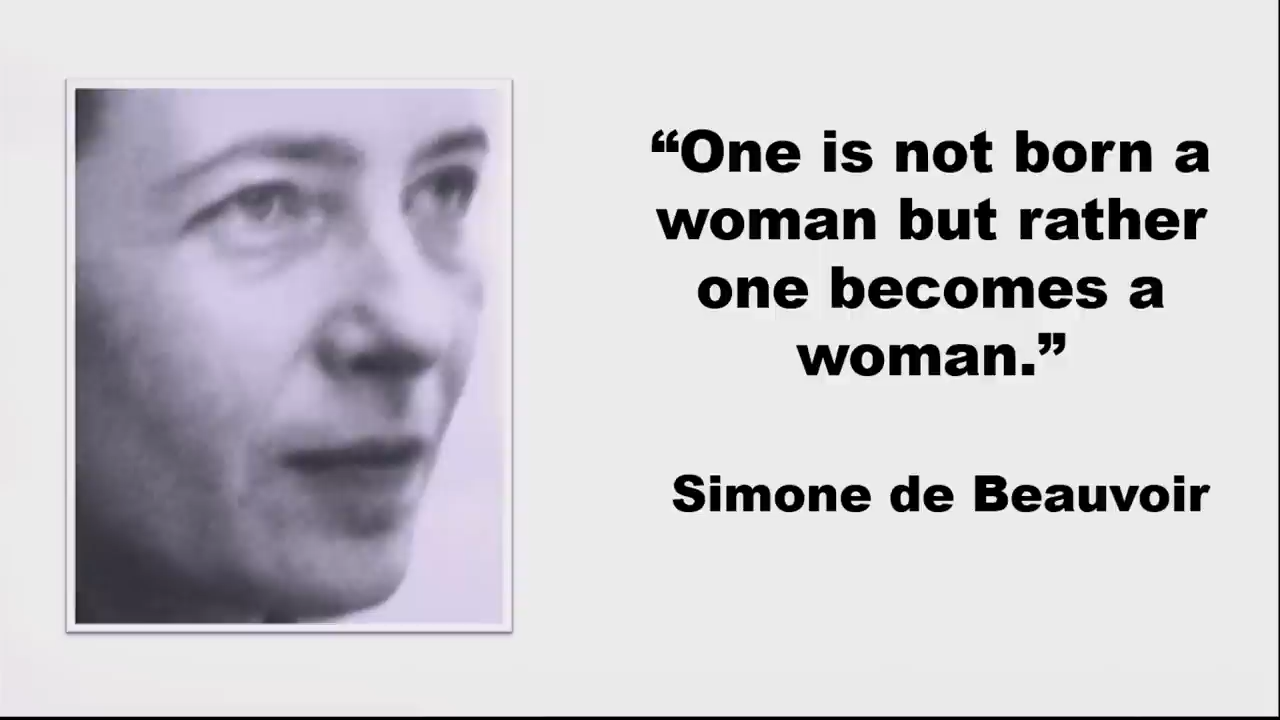 “One is not born a
woman but rather
one becomes a
woman.”
Simone de Beauvoir